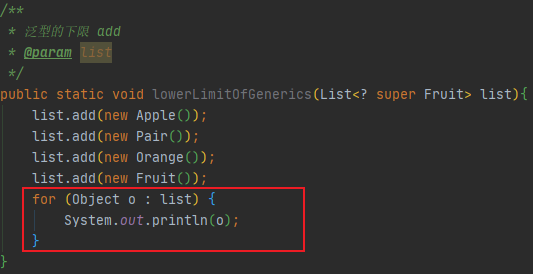 /**
 * 泛型的下限 add
 * @param list
 */
public static void lowerLimitOfGenerics(List<? super Fruit> list){
    list.add(new Apple());
    list.add(new Pair());
    list.add(new Orange());
    list.add(new Fruit());
    for (Object o : list) {
        System.out.println(o);
    }
}